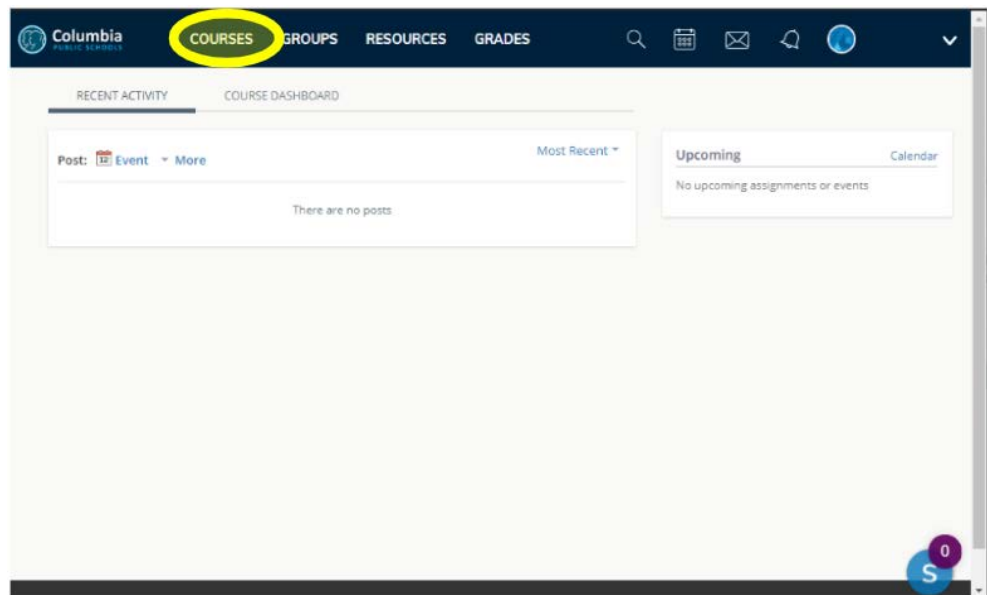 Columbia
PUBLIC SCHOOLS
COURSES GROUPS RESOURCES GRADES
RECENT ACTIVITY COURSE DASHBOARD
Post: 12 Event More
Most Recent
There are no posts
Upcoming Calendar
No upcoming assignments or events
0
S